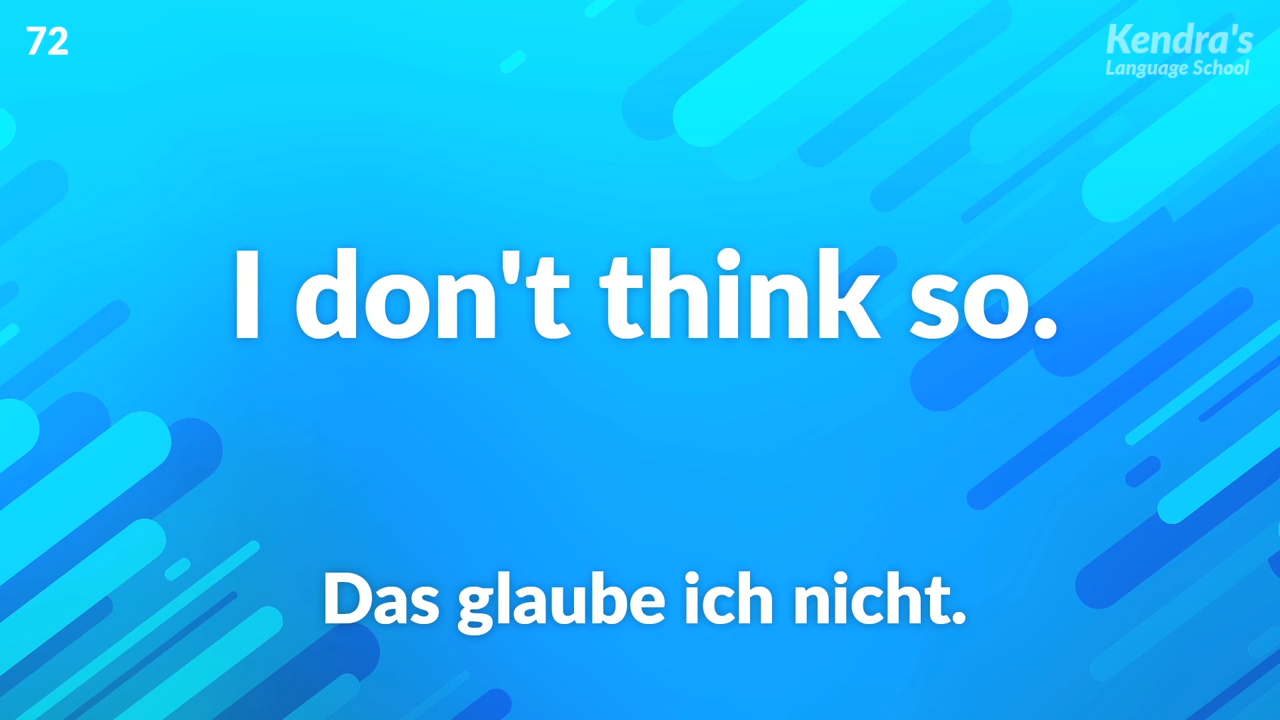 72
Kendra's
Language School
I don't think so.
Das glaube ich nicht.